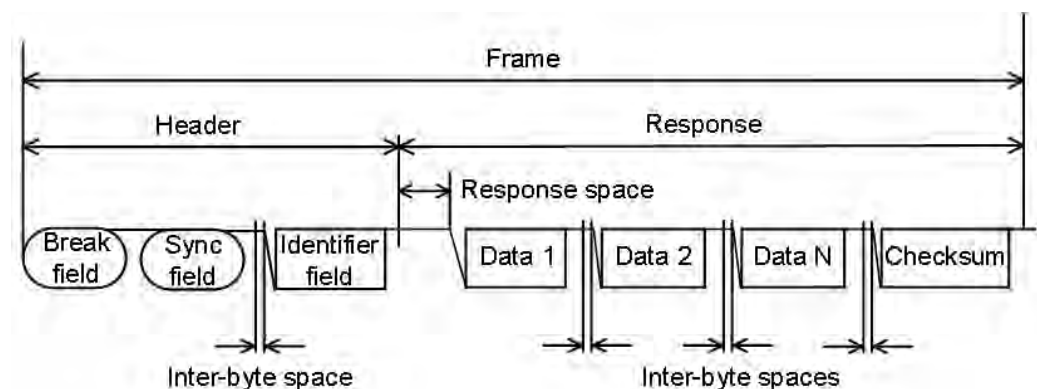 Frame
Header
Response
Response space
Break
field
Sync
field
Identifier
field
Data 1
Data 2
Data N
Checksum
Inter-byte space
Inter-byte spaces